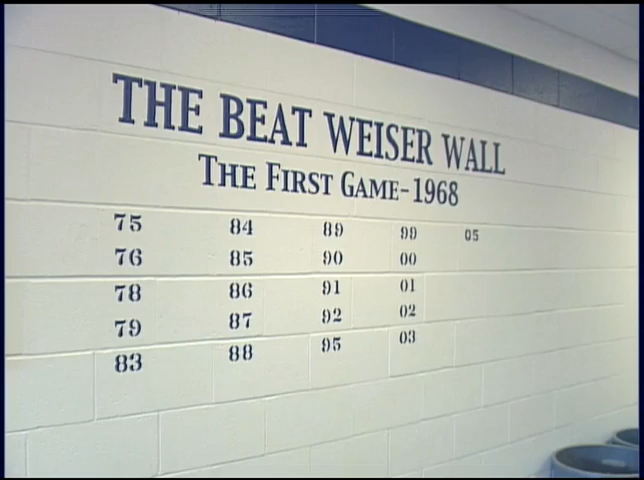 THE BEAT WEISER WALL
THE FIRST GAME-1968
75 84 89 99 05
76 85 90 00
78 86 91 01
79 87 92 02
83 88 95 03